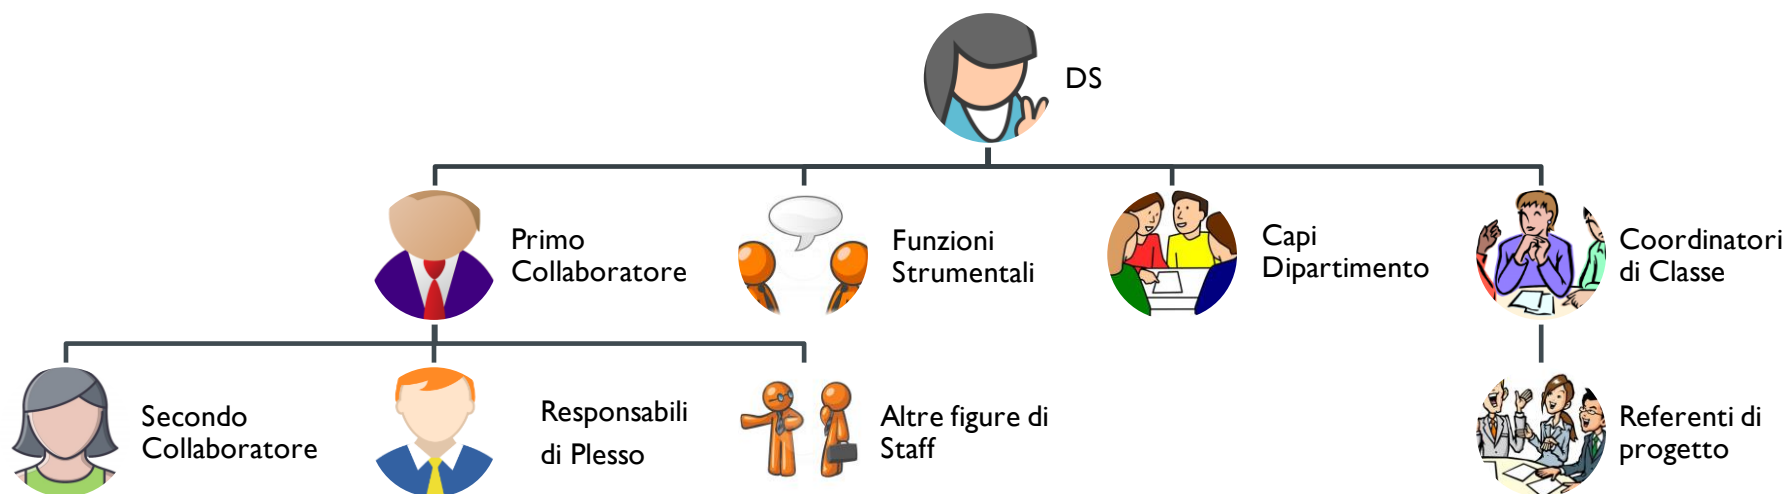 DS
Primo
Collaboratore
Funzioni
Strumentali
Capi
Dipartimento
Coordinatori
di Classe
Secondo
Collaboratore
Responsabili
di Plesso
Altre figure di
Staff
Referenti di
progetto